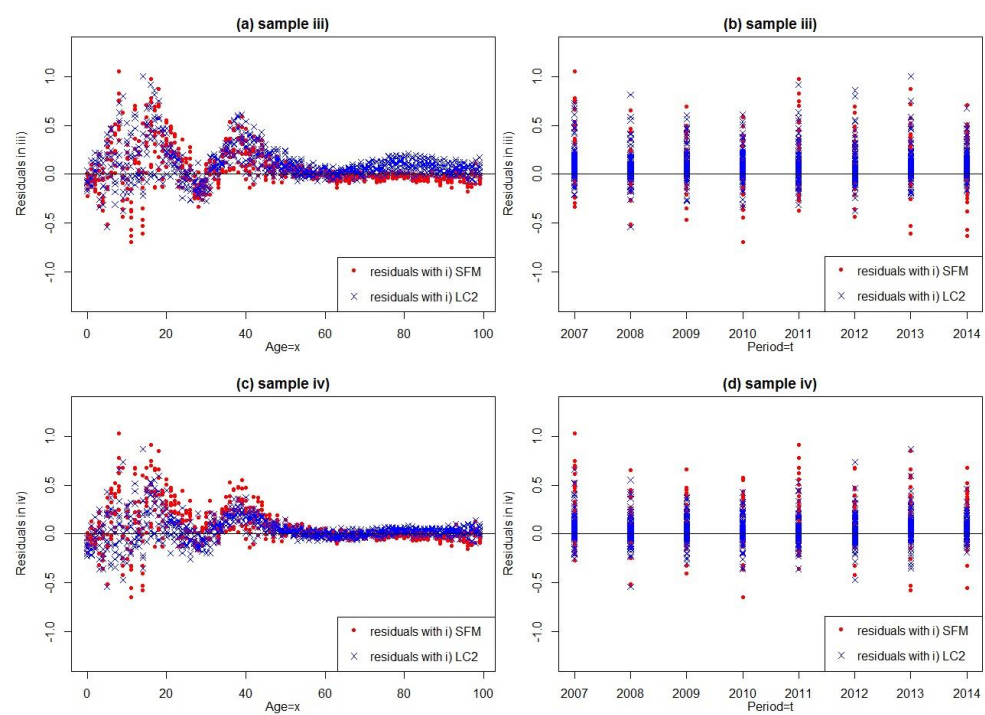 (a) sample iii)
Residuals in iii)
1.0
0.5
0.0
-0.5
-1.0
residuals with i) SFM
residuals with i) LC2
0 20 40 60 80 100
Age=x
(b) sample iii)
Residuals in iii)
1.0
0.5
0.0
-0.5
-1.0
residuals with i) SFM
residuals with i) LC2
2007 2008 2009 2010 2011 2012 2013 2014
Period=t
(c) sample iv)
Residuals in iv)
1.0
0.5
0.0
-0.5
-1.0
residuals with i) SFM
residuals with i) LC2
0 20 40 60 80 100
Age=x
(d) sample iv)
Residuals in iv)
1.0
0.5
0.0
-0.5
-1.0
residuals with i) SFM
residuals with i) LC2
2007 2008 2009 2010 2011 2012 2013 2014
Period=t